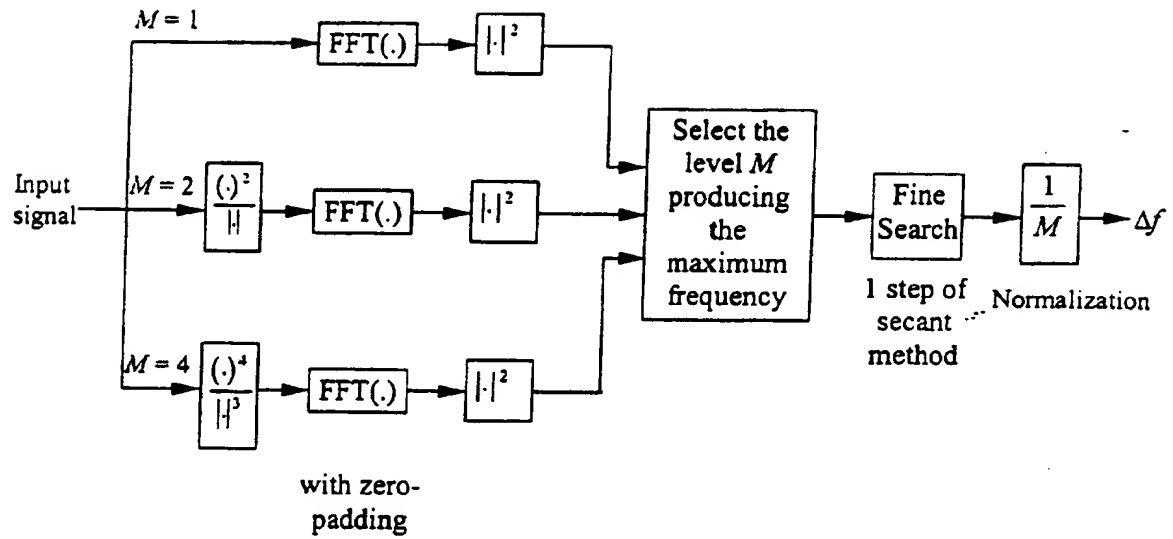 M = 1
FFT(.)
|·|²
Input
signal
M = 2
(·)²
|·|
FFT(.)
|·|²
M = 4
(·)⁴
|·|³
FFT(.)
|·|²
with zero-
padding
Select the
level M
producing
the
maximum
frequency
Fine
Search
1 step of
secant
method
1
M
Normalization
Δf